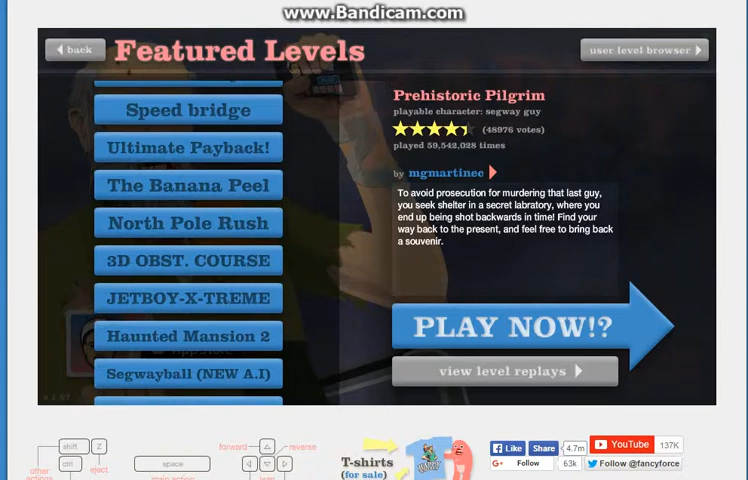 www.Bandicam.com
back
Featured Levels
user level browser
Speed bridge
Ultimate Payback!
The Banana Peel
North Pole Rush
3D OBST. COURSE
JETBOY-X-TREME
Haunted Mansion 2
Segwayball (NEW A.I)
Prehistoric Pilgrim
playable character: segway guy
(48976 votes)
played 59,542,028 times
by mgmartinec
To avoid prosecution for murdering that last guy,
you seek shelter in a secret labratory, where you
end up being shot backwards in time! Find your
way back to the present, and feel free to bring back
a souvenir.
PLAY NOW!?
view level replays
shift
Z
ctrl
eject
other
actions
space
main action
forward
reverse
lean
T-shirts
(for sale)
Like
Share
4.7m
YouTube
137K
Follow
63k
Follow @fancyforce